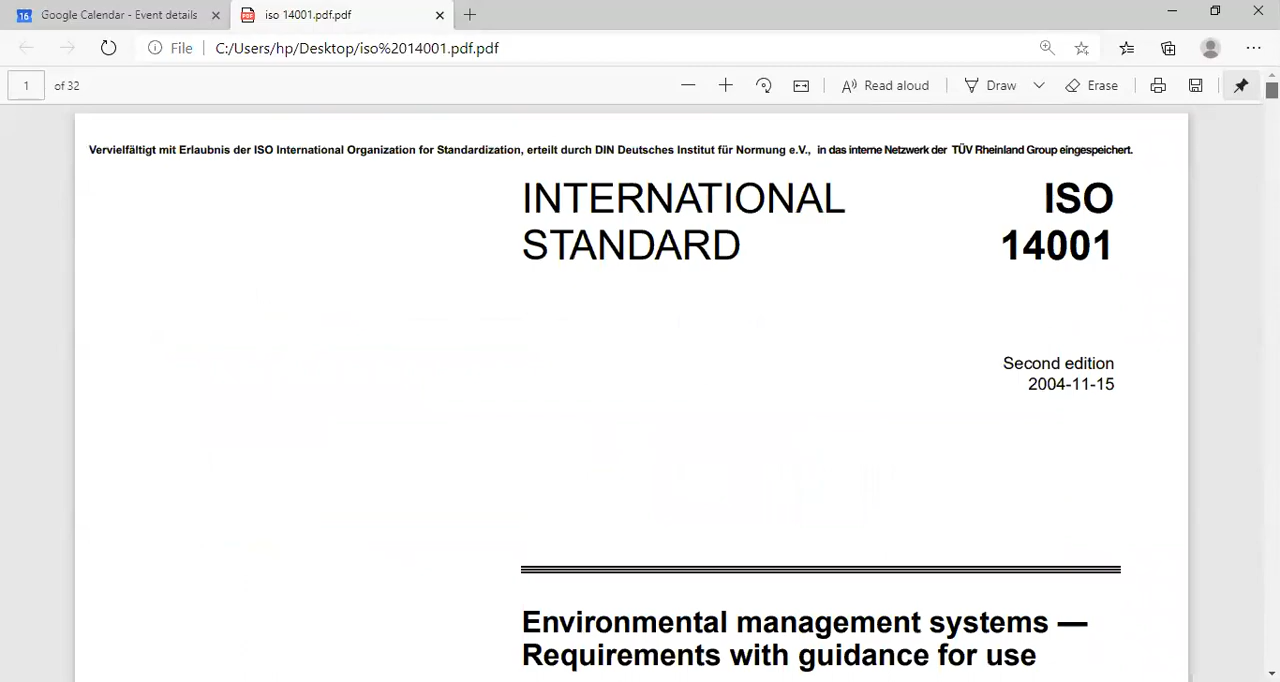 Google Calendar - Event details
iso 14001.pdf.pdf
File
C:/Users/hp/Desktop/iso%2014001.pdf.pdf
1 of 32
Read aloud
Draw
Erase
Vervielfältigt mit Erlaubnis der ISO International Organization for Standardization, erteilt durch DIN Deutsches Institut für Normung e.V., in das interne Netzwerk der TÜV Rheinland Group eingespeichert.
INTERNATIONAL ISO
STANDARD 14001
Second edition
2004-11-15
Environmental management systems —
Requirements with guidance for use